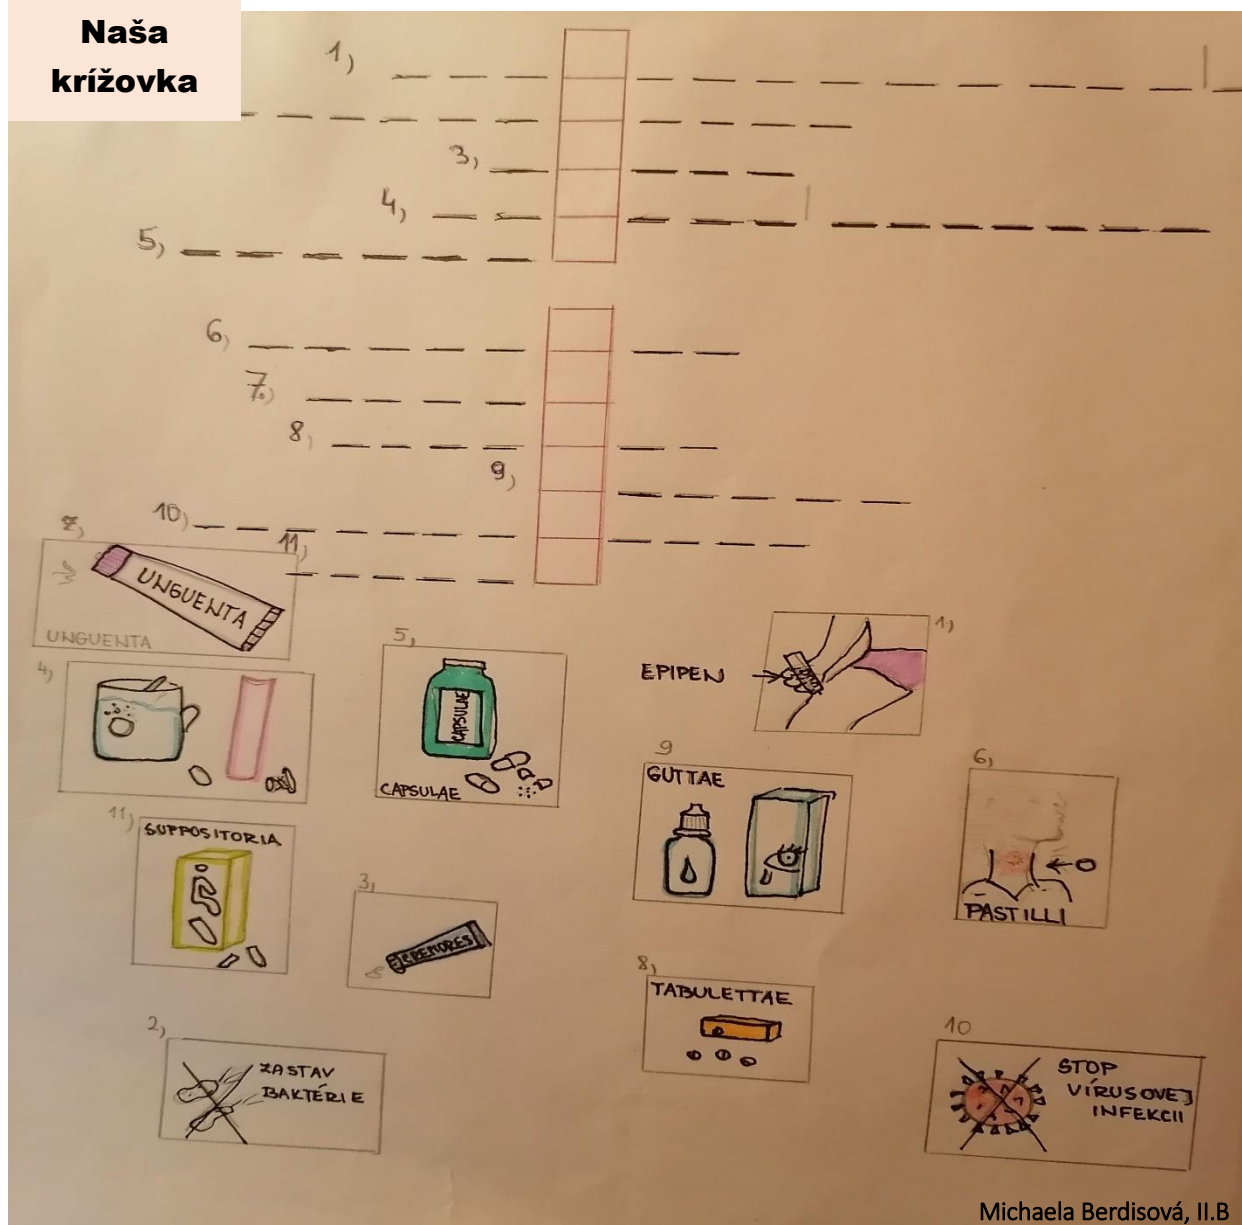 Naša
krížovka
1)
3)
4)
5)
6)
7.)
8)
9)
10)
11)
7)
UNGUENTA
UNGUENTA
5)
CAPSULAE
CAPSULAE
EPIPEN
1)
4)
9
GUTTAE
6)
PASTILLI
11)
SUPPOSITORIA
3)
CREMORES
8)
TABULETTAE
2)
ZASTAV
BAKTÉRIE
10
STOP
VÍRUSOVEJ
INFEKCII
Michaela Berdisová, II.B